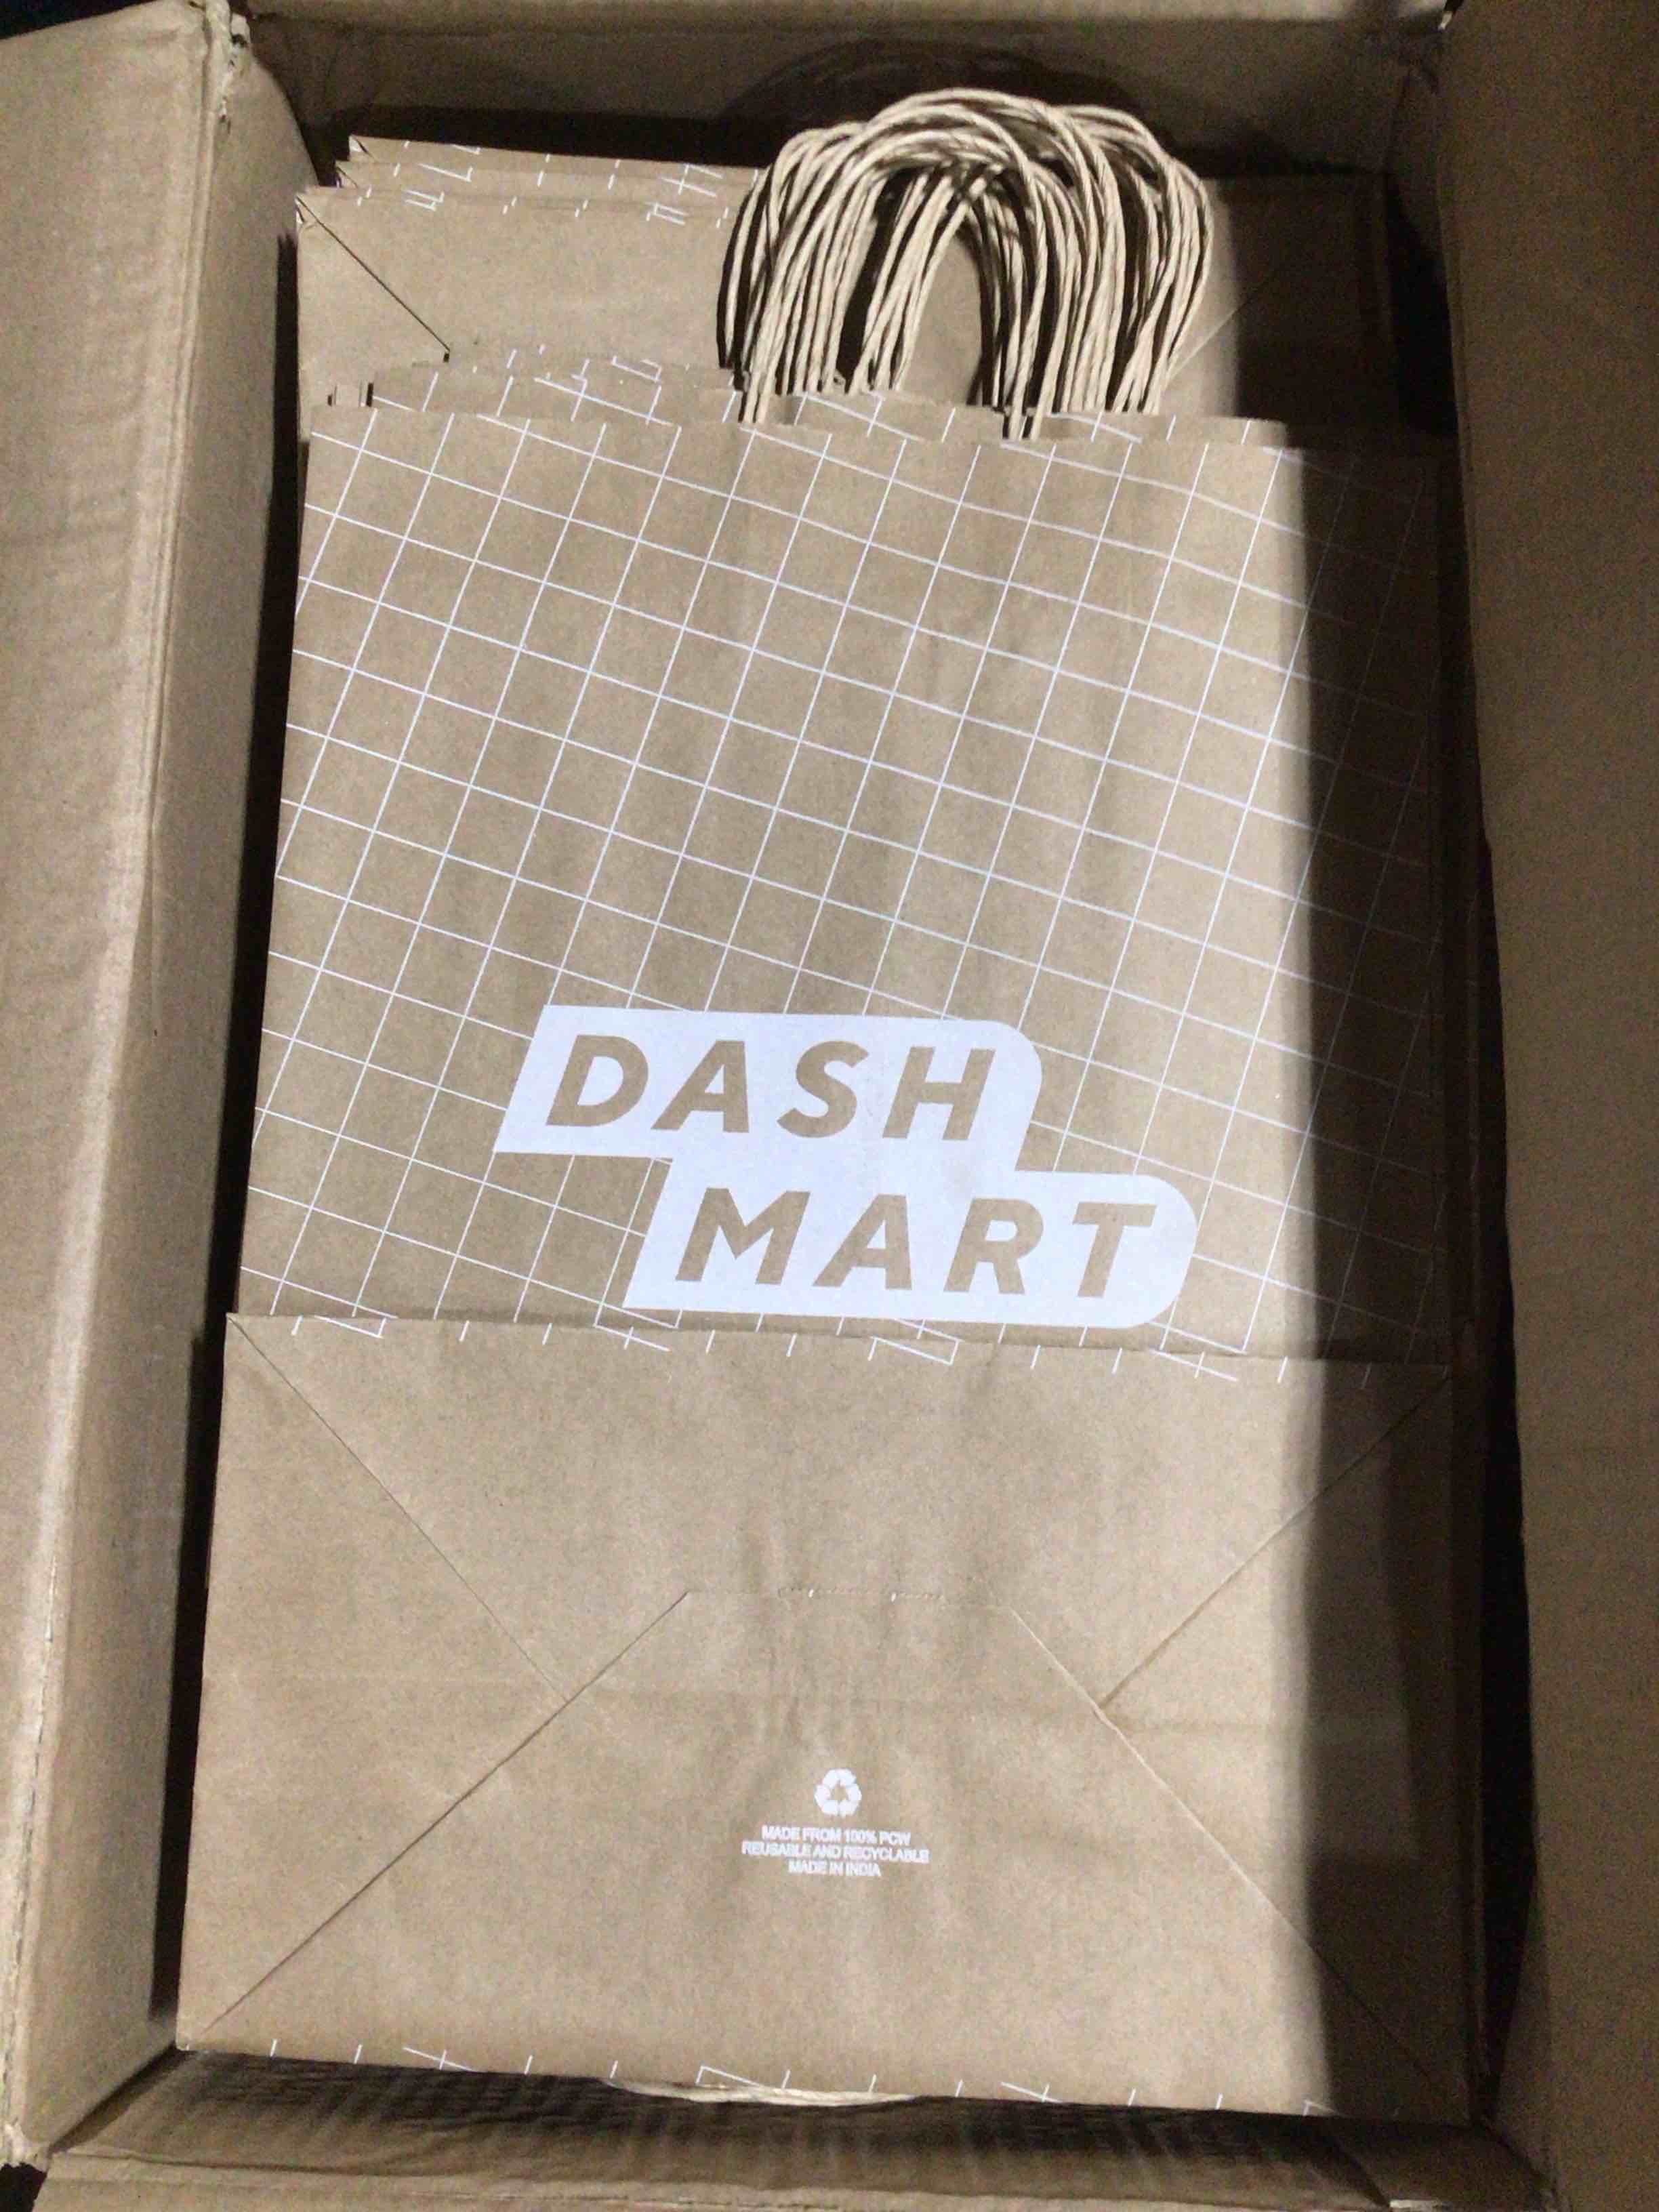 DASH
MART
MADE FROM 100% PCW
REUSABLE AND RECYCLABLE
MADE IN INDIA